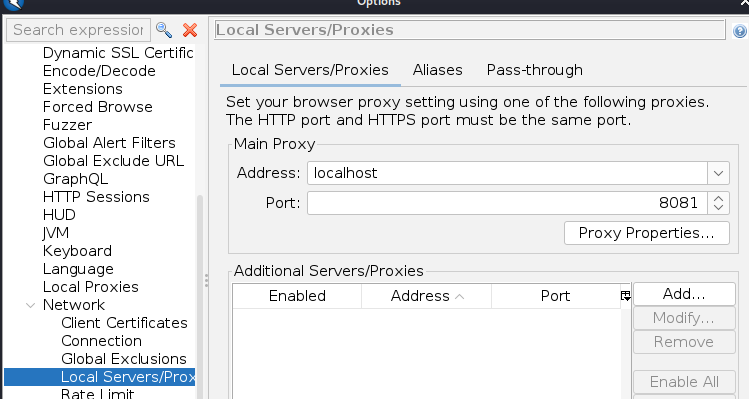 Options
Search expression
Dynamic SSL Certific
Encode/Decode
Extensions
Forced Browse
Fuzzer
Global Alert Filters
Global Exclude URL
GraphQL
HTTP Sessions
HUD
JVM
Keyboard
Language
Local Proxies
Network
Client Certificates
Connection
Global Exclusions
Local Servers/Prox
Rate Limit
Local Servers/Proxies
Local Servers/Proxies Aliases Pass-through
Set your browser proxy setting using one of the following proxies.
The HTTP port and HTTPS port must be the same port.
Main Proxy
Address: localhost
Port: 8081
Proxy Properties...
Additional Servers/Proxies
Enabled Address Port
Add...
Modify...
Remove
Enable All